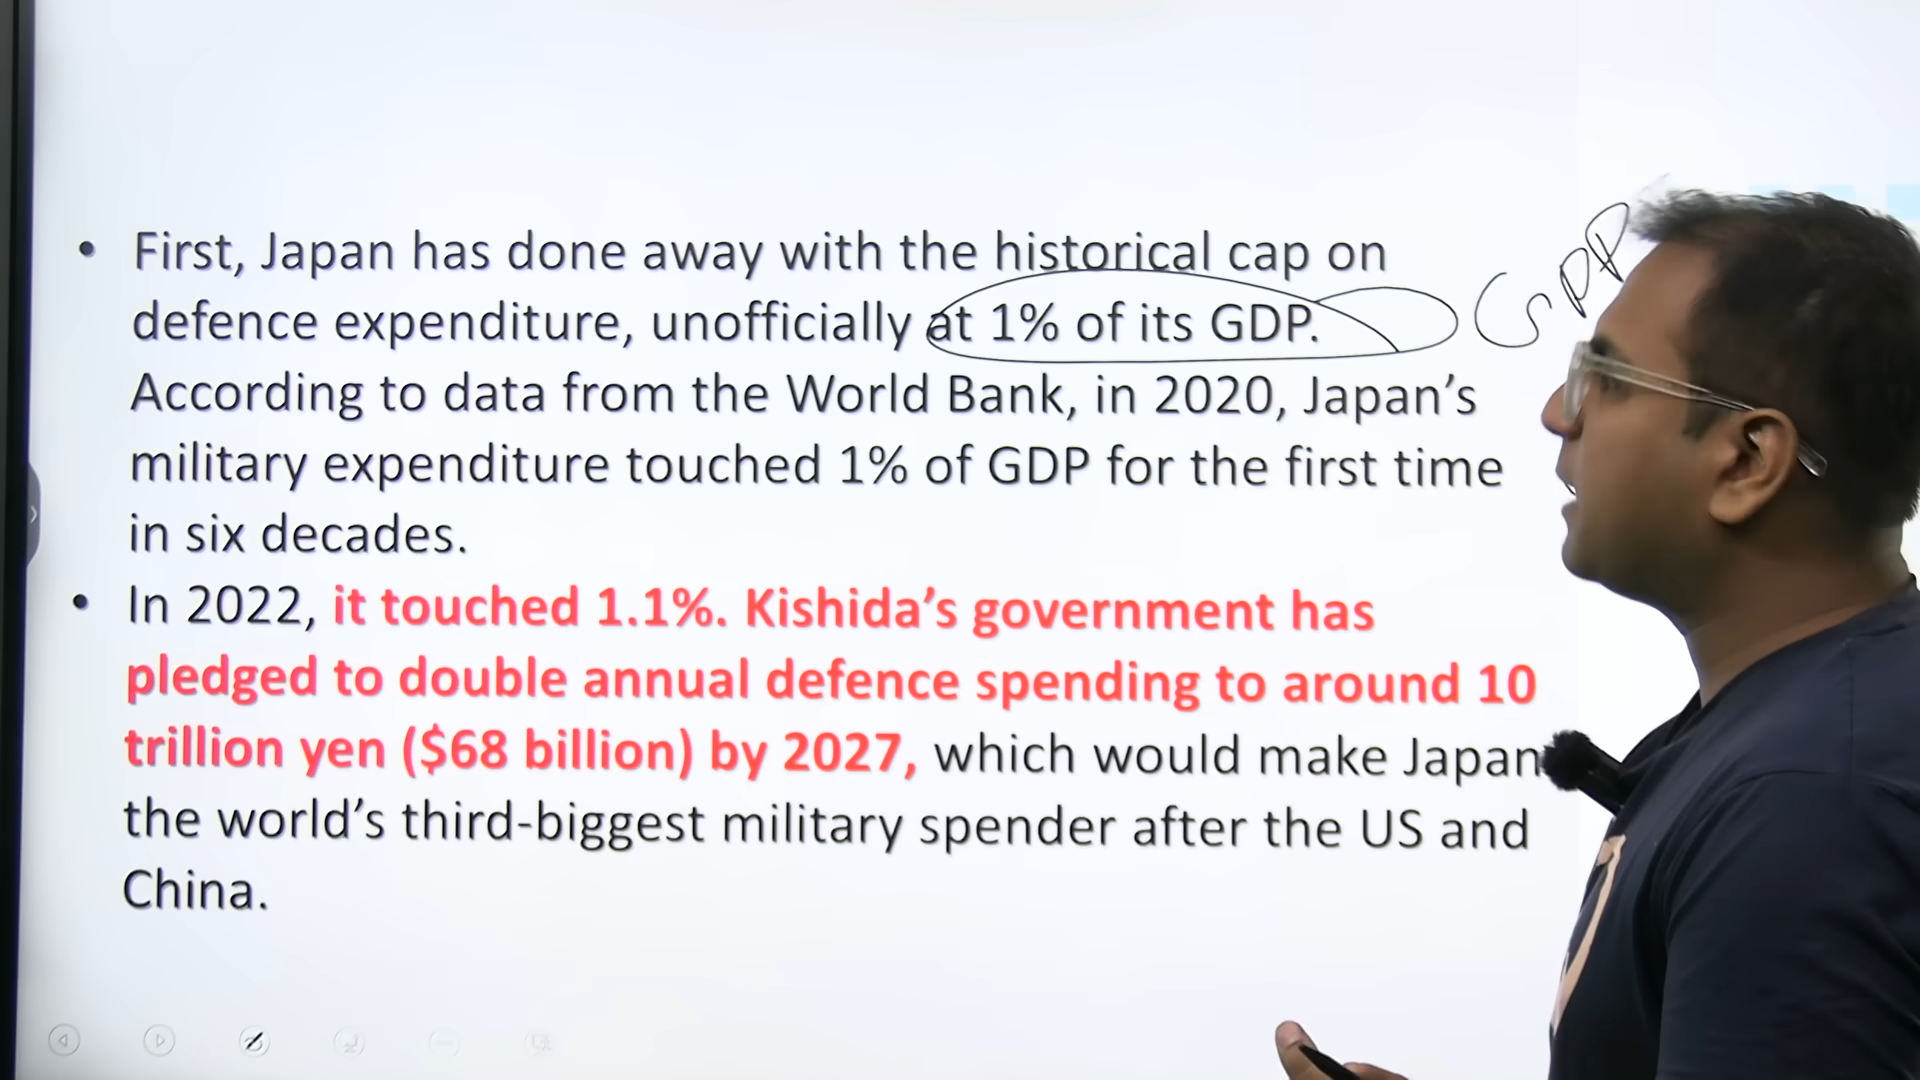 • First, Japan has done away with the historical cap on
defence expenditure, unofficially at 1% of its GDP.
GDP
According to data from the World Bank, in 2020, Japan’s
military expenditure touched 1% of GDP for the first time
in six decades.
• In 2022, it touched 1.1%. Kishida’s government has
pledged to double annual defence spending to around 10
trillion yen ($68 billion) by 2027, which would make Japan
the world’s third-biggest military spender after the US and
China.